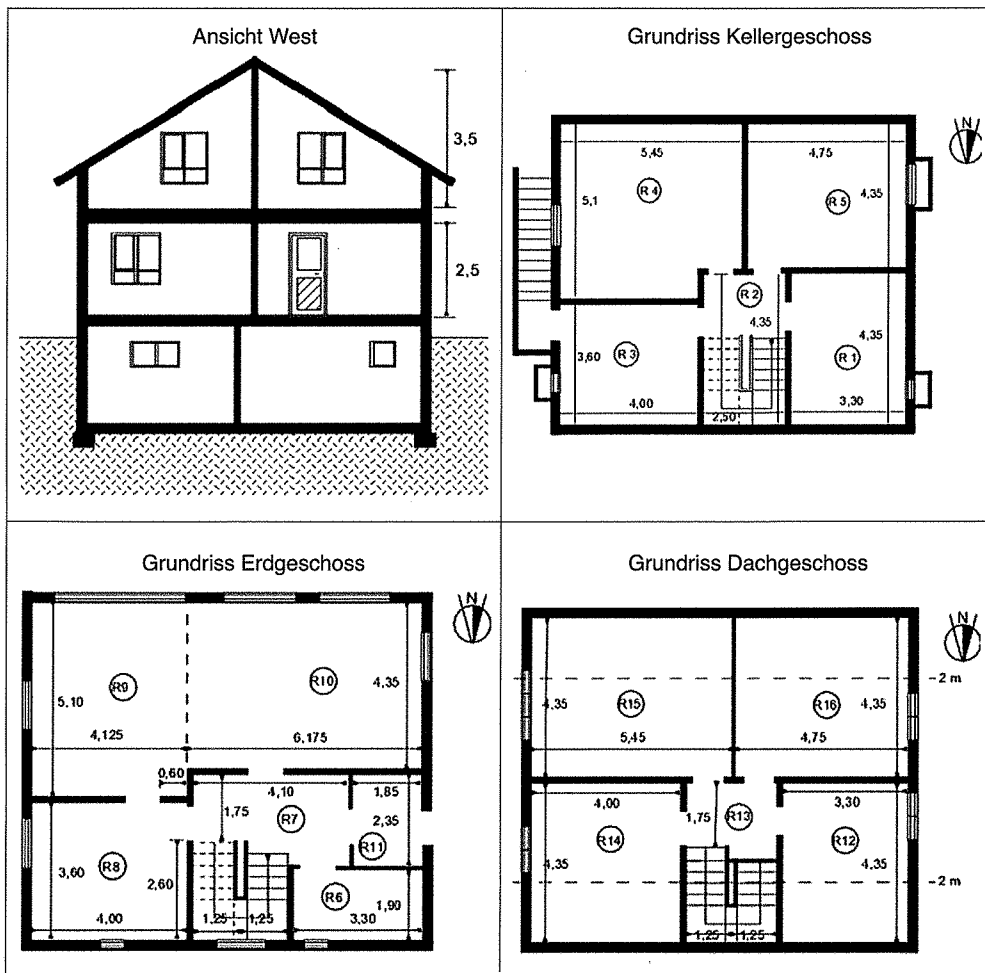 Ansicht West
3,5
2,5
Grundriss Kellergeschoss
N
5,45
4,75
5,1
R 4
4,35
R 5
R 2
4,35
4,35
3,60
R 3
R 1
4,00
2,50
3,30
Grundriss Erdgeschoss
N
R9
R10
5,10
4,35
4,125
6,175
0,60
4,10
1,85
1,75
R7
2,35
R11
R8
3,60
2,60
R6
1,99
4,00
1,25
1,25
3,30
Grundriss Dachgeschoss
N
2 m
4,35
R15
R16
4,35
5,45
4,75
4,00
3,30
1,75
R13
R14
R12
4,35
4,35
2 m
1,25
1,25